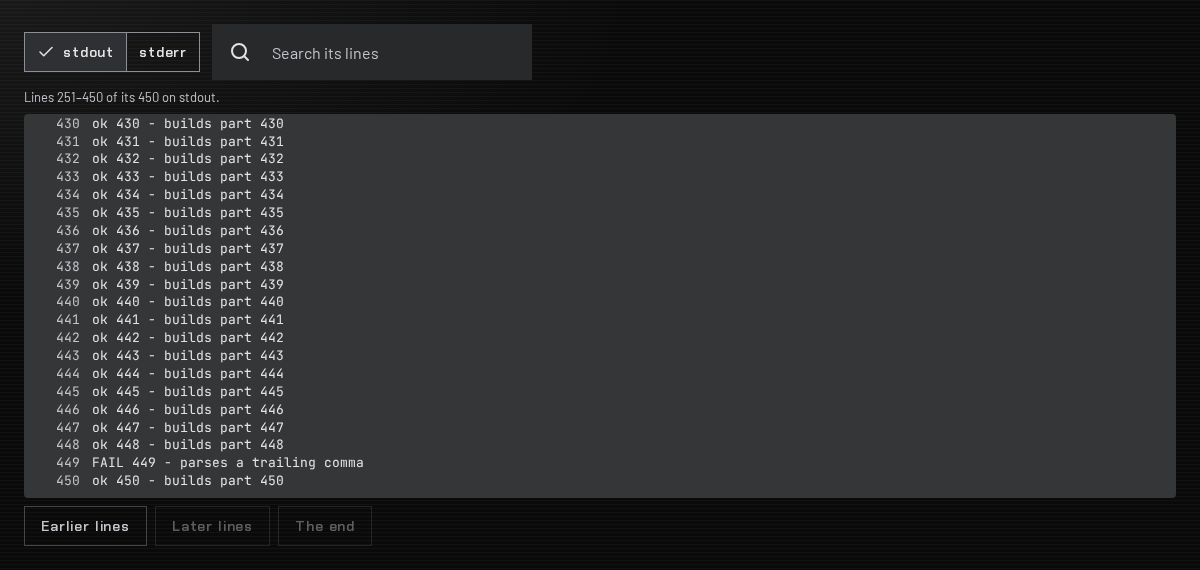 stdout stderr Search its lines
Lines 251–450 of its 450 on stdout.
430 ok 430 - builds part 430
431 ok 431 - builds part 431
432 ok 432 - builds part 432
433 ok 433 - builds part 433
434 ok 434 - builds part 434
435 ok 435 - builds part 435
436 ok 436 - builds part 436
437 ok 437 - builds part 437
438 ok 438 - builds part 438
439 ok 439 - builds part 439
440 ok 440 - builds part 440
441 ok 441 - builds part 441
442 ok 442 - builds part 442
443 ok 443 - builds part 443
444 ok 444 - builds part 444
445 ok 445 - builds part 445
446 ok 446 - builds part 446
447 ok 447 - builds part 447
448 ok 448 - builds part 448
449 FAIL 449 - parses a trailing comma
450 ok 450 - builds part 450
Earlier lines Later lines The end